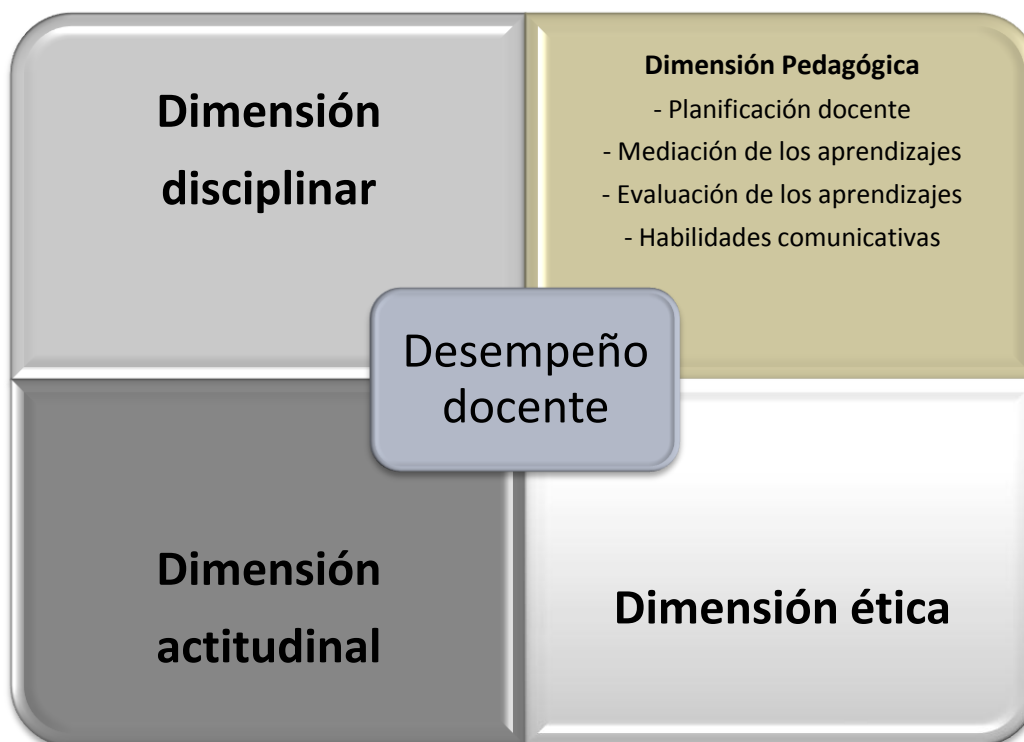 Dimensión
disciplinar
Dimensión Pedagógica
- Planificación docente
- Mediación de los aprendizajes
- Evaluación de los aprendizajes
- Habilidades comunicativas
Desempeño
docente
Dimensión
actitudinal
Dimensión ética